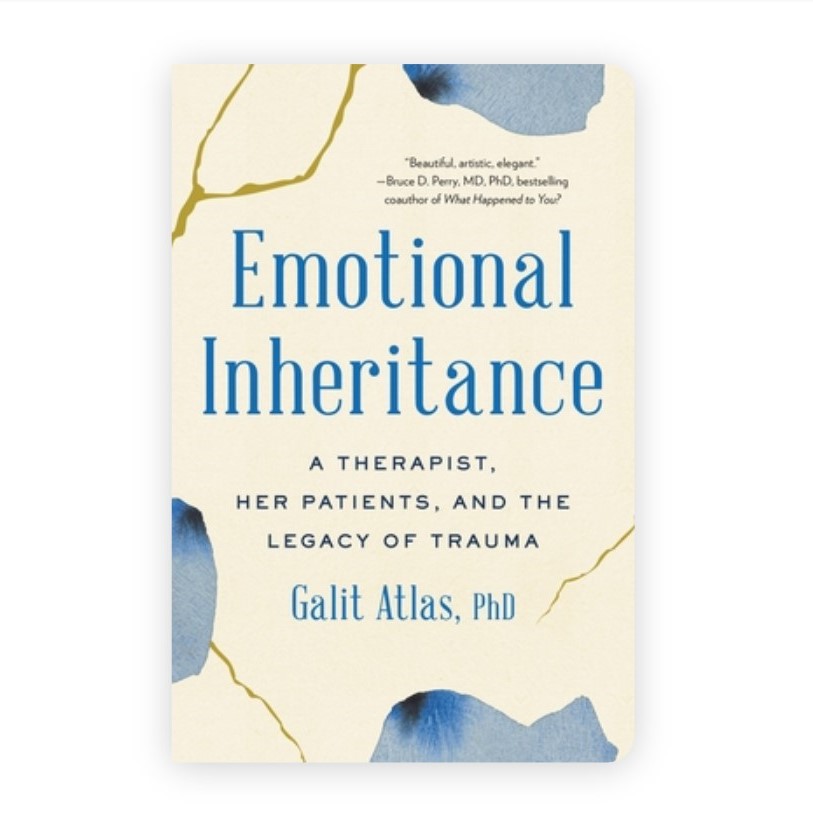 "Beautiful, artistic, elegant."
—Bruce D. Perry, MD, PhD, bestselling
coauthor of What Happened to You?
Emotional
Inheritance
A THERAPIST,
HER PATIENTS, AND THE
LEGACY OF TRAUMA
Galit Atlas, PhD